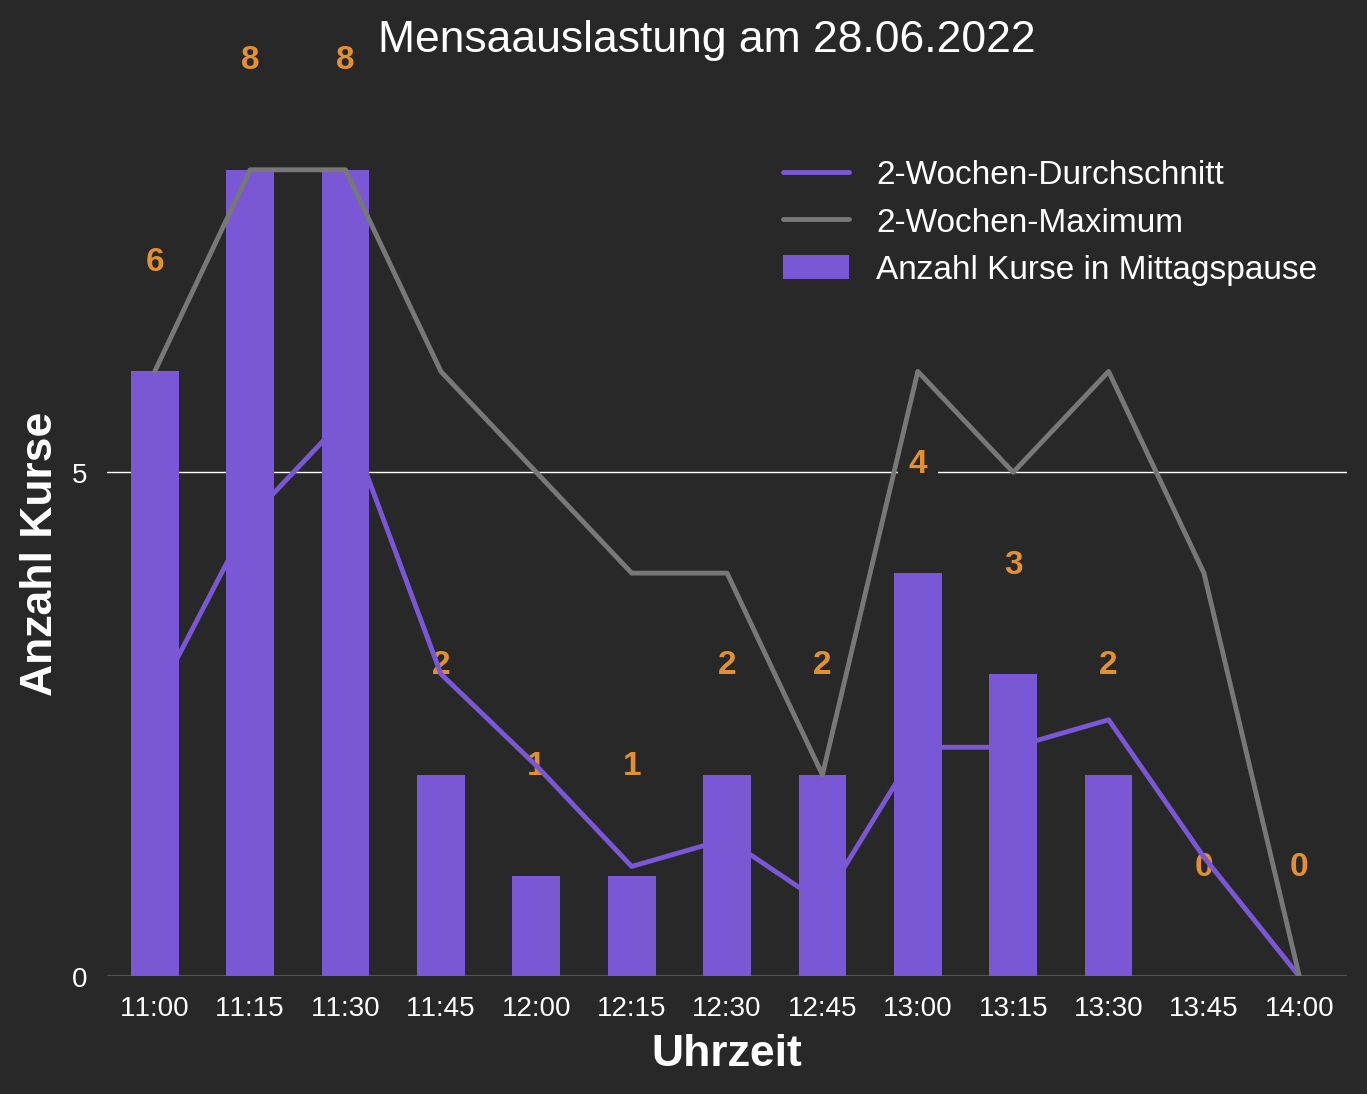 Mensaauslastung am 28.06.2022
8 8
2-Wochen-Durchschnitt
2-Wochen-Maximum
Anzahl Kurse in Mittagspause
6
4
3
2 2 2 2
1 1
0 0
Anzahl Kurse
5
0
11:00 11:15 11:30 11:45 12:00 12:15 12:30 12:45 13:00 13:15 13:30 13:45 14:00
Uhrzeit